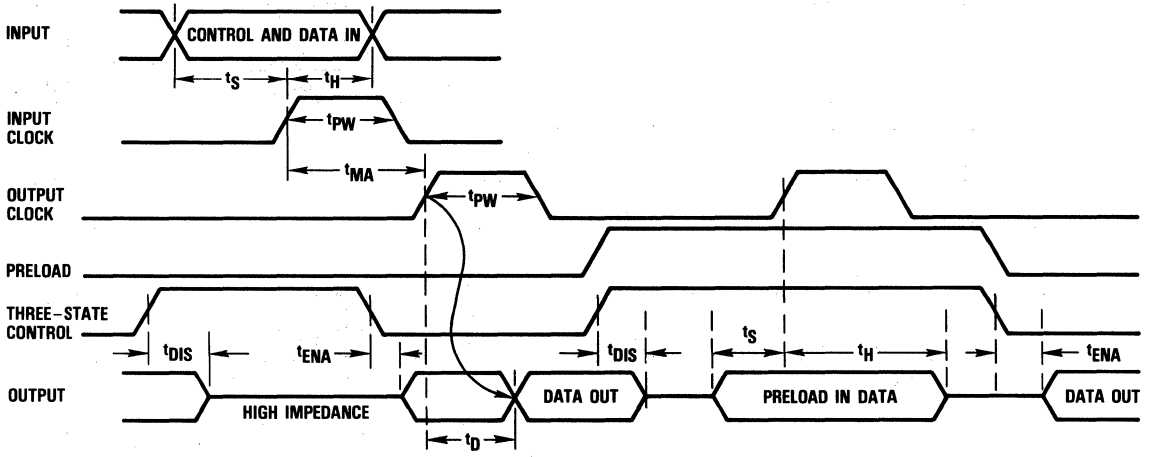 INPUT
CONTROL AND DATA IN
tS
tH
INPUT
CLOCK
tPW
tMA
OUTPUT
CLOCK
tPW
PRELOAD
THREE-STATE
CONTROL
tDIS
tENA
tDIS
tS
tH
tENA
OUTPUT
HIGH IMPEDANCE
DATA OUT
PRELOAD IN DATA
DATA OUT
tD